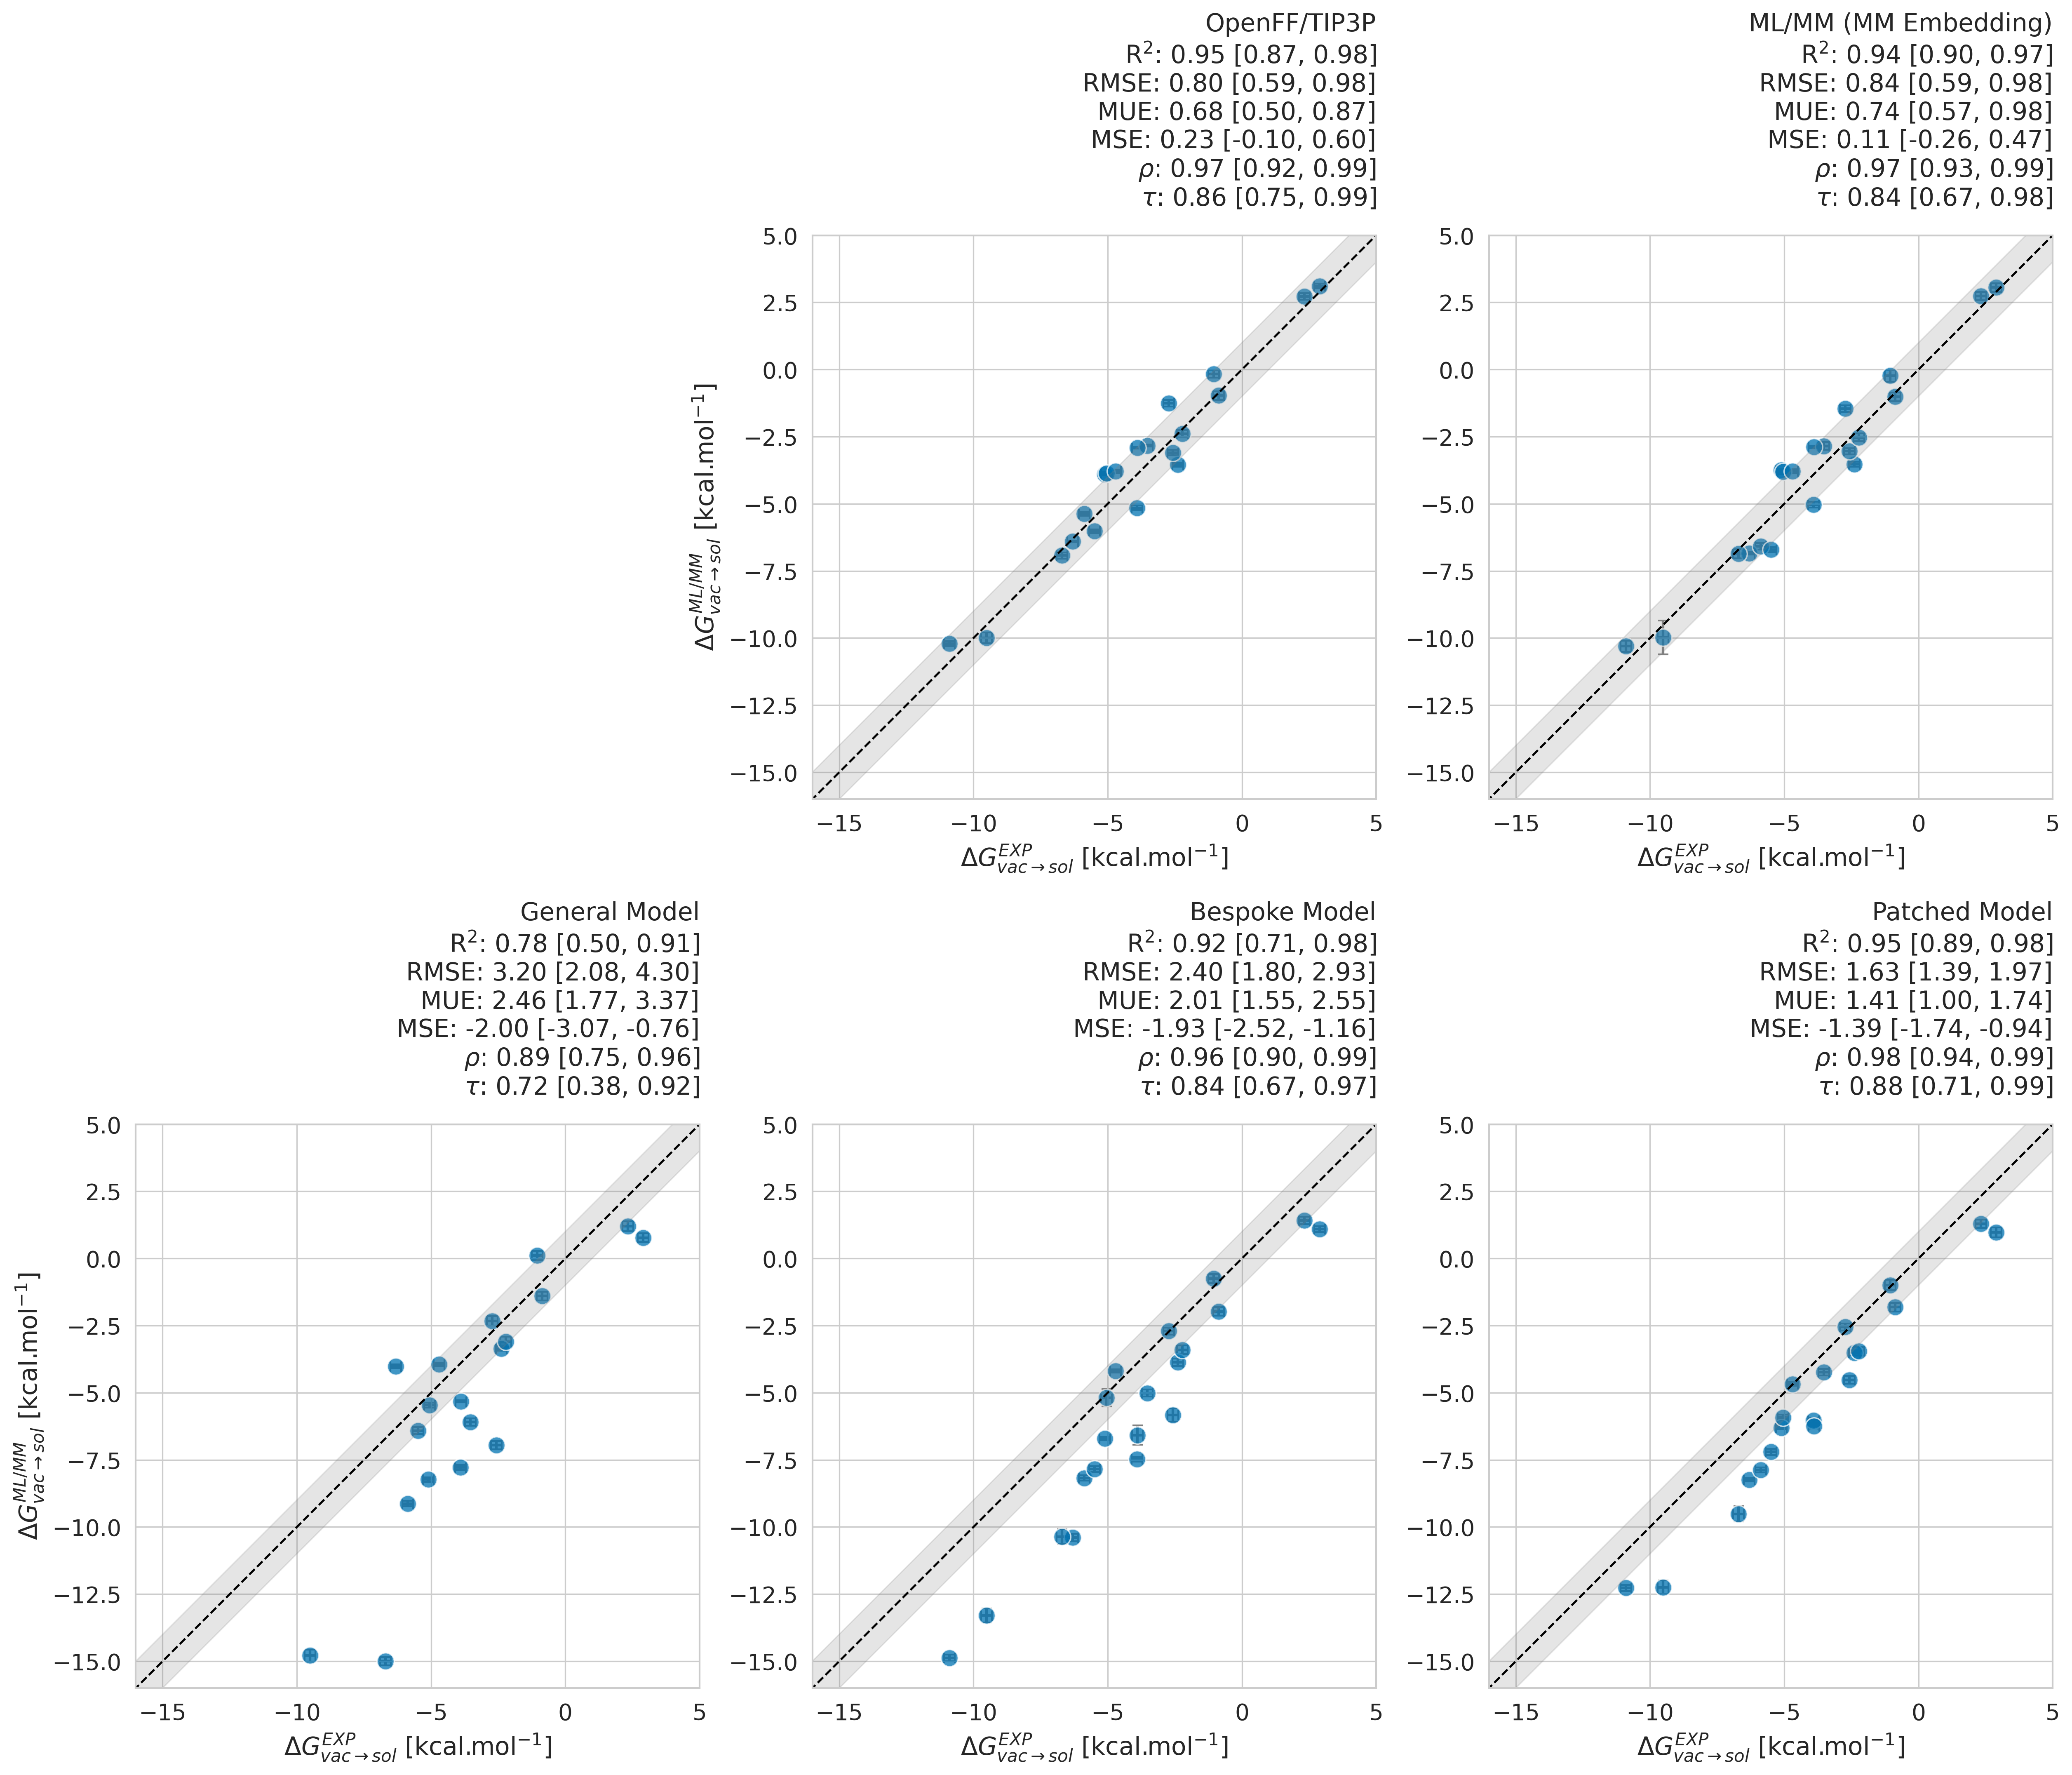 OpenFF/TIP3P
R²: 0.95 [0.87, 0.98]
RMSE: 0.80 [0.59, 0.98]
MUE: 0.68 [0.50, 0.87]
MSE: 0.23 [-0.10, 0.60]
ρ: 0.97 [0.92, 0.99]
τ: 0.86 [0.75, 0.99]
5.0
2.5
0.0
−2.5
−5.0
−7.5
−10.0
−12.5
−15.0
ΔG^{ML/MM}_{vac→sol} [kcal.mol⁻¹]
−15 −10 −5 0 5
ΔG^{EXP}_{vac→sol} [kcal.mol⁻¹]
ML/MM (MM Embedding)
R²: 0.94 [0.90, 0.97]
RMSE: 0.84 [0.59, 0.98]
MUE: 0.74 [0.57, 0.98]
MSE: 0.11 [-0.26, 0.47]
ρ: 0.97 [0.93, 0.99]
τ: 0.84 [0.67, 0.98]
5.0
2.5
0.0
−2.5
−5.0
−7.5
−10.0
−12.5
−15.0
−15 −10 −5 0 5
ΔG^{EXP}_{vac→sol} [kcal.mol⁻¹]
General Model
R²: 0.78 [0.50, 0.91]
RMSE: 3.20 [2.08, 4.30]
MUE: 2.46 [1.77, 3.37]
MSE: -2.00 [-3.07, -0.76]
ρ: 0.89 [0.75, 0.96]
τ: 0.72 [0.38, 0.92]
5.0
2.5
0.0
−2.5
−5.0
−7.5
−10.0
−12.5
−15.0
ΔG^{ML/MM}_{vac→sol} [kcal.mol⁻¹]
−15 −10 −5 0 5
ΔG^{EXP}_{vac→sol} [kcal.mol⁻¹]
Bespoke Model
R²: 0.92 [0.71, 0.98]
RMSE: 2.40 [1.80, 2.93]
MUE: 2.01 [1.55, 2.55]
MSE: -1.93 [-2.52, -1.16]
ρ: 0.96 [0.90, 0.99]
τ: 0.84 [0.67, 0.97]
5.0
2.5
0.0
−2.5
−5.0
−7.5
−10.0
−12.5
−15.0
−15 −10 −5 0 5
ΔG^{EXP}_{vac→sol} [kcal.mol⁻¹]
Patched Model
R²: 0.95 [0.89, 0.98]
RMSE: 1.63 [1.39, 1.97]
MUE: 1.41 [1.00, 1.74]
MSE: -1.39 [-1.74, -0.94]
ρ: 0.98 [0.94, 0.99]
τ: 0.88 [0.71, 0.99]
5.0
2.5
0.0
−2.5
−5.0
−7.5
−10.0
−12.5
−15.0
−15 −10 −5 0 5
ΔG^{EXP}_{vac→sol} [kcal.mol⁻¹]